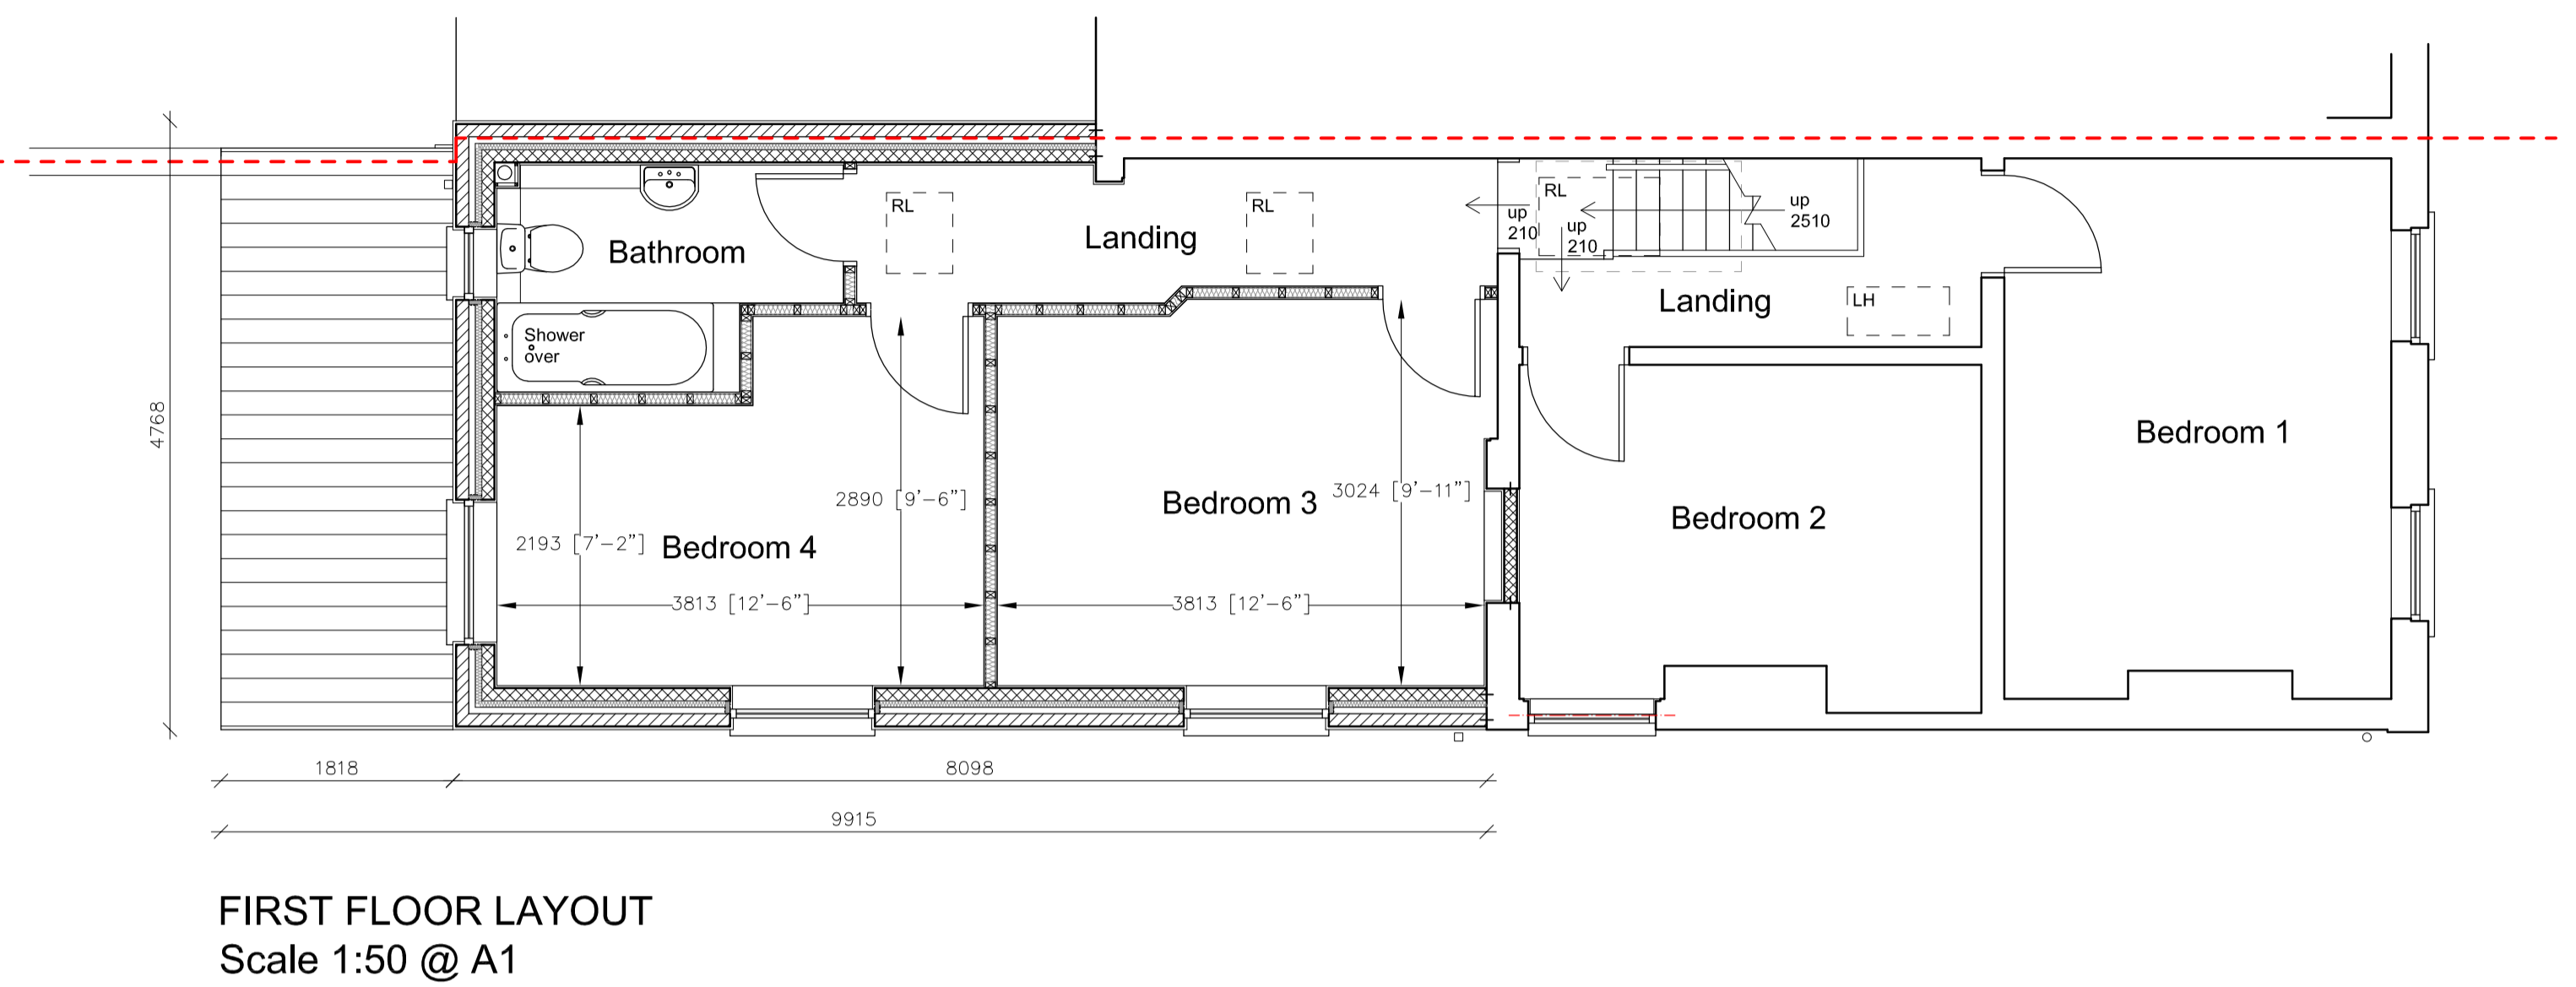 RL
RL
RL
up
210
up
210
up
2510
Bathroom
Landing
Landing
LH
Shower
over
Bedroom 1
4768
2890 [9'–6"]
Bedroom 3
3024 [9'–11"]
Bedroom 2
2193 [7'–2"]
Bedroom 4
3813 [12'–6"]
3813 [12'–6"]
1818
8098
9915
FIRST FLOOR LAYOUT
Scale 1:50 @ A1